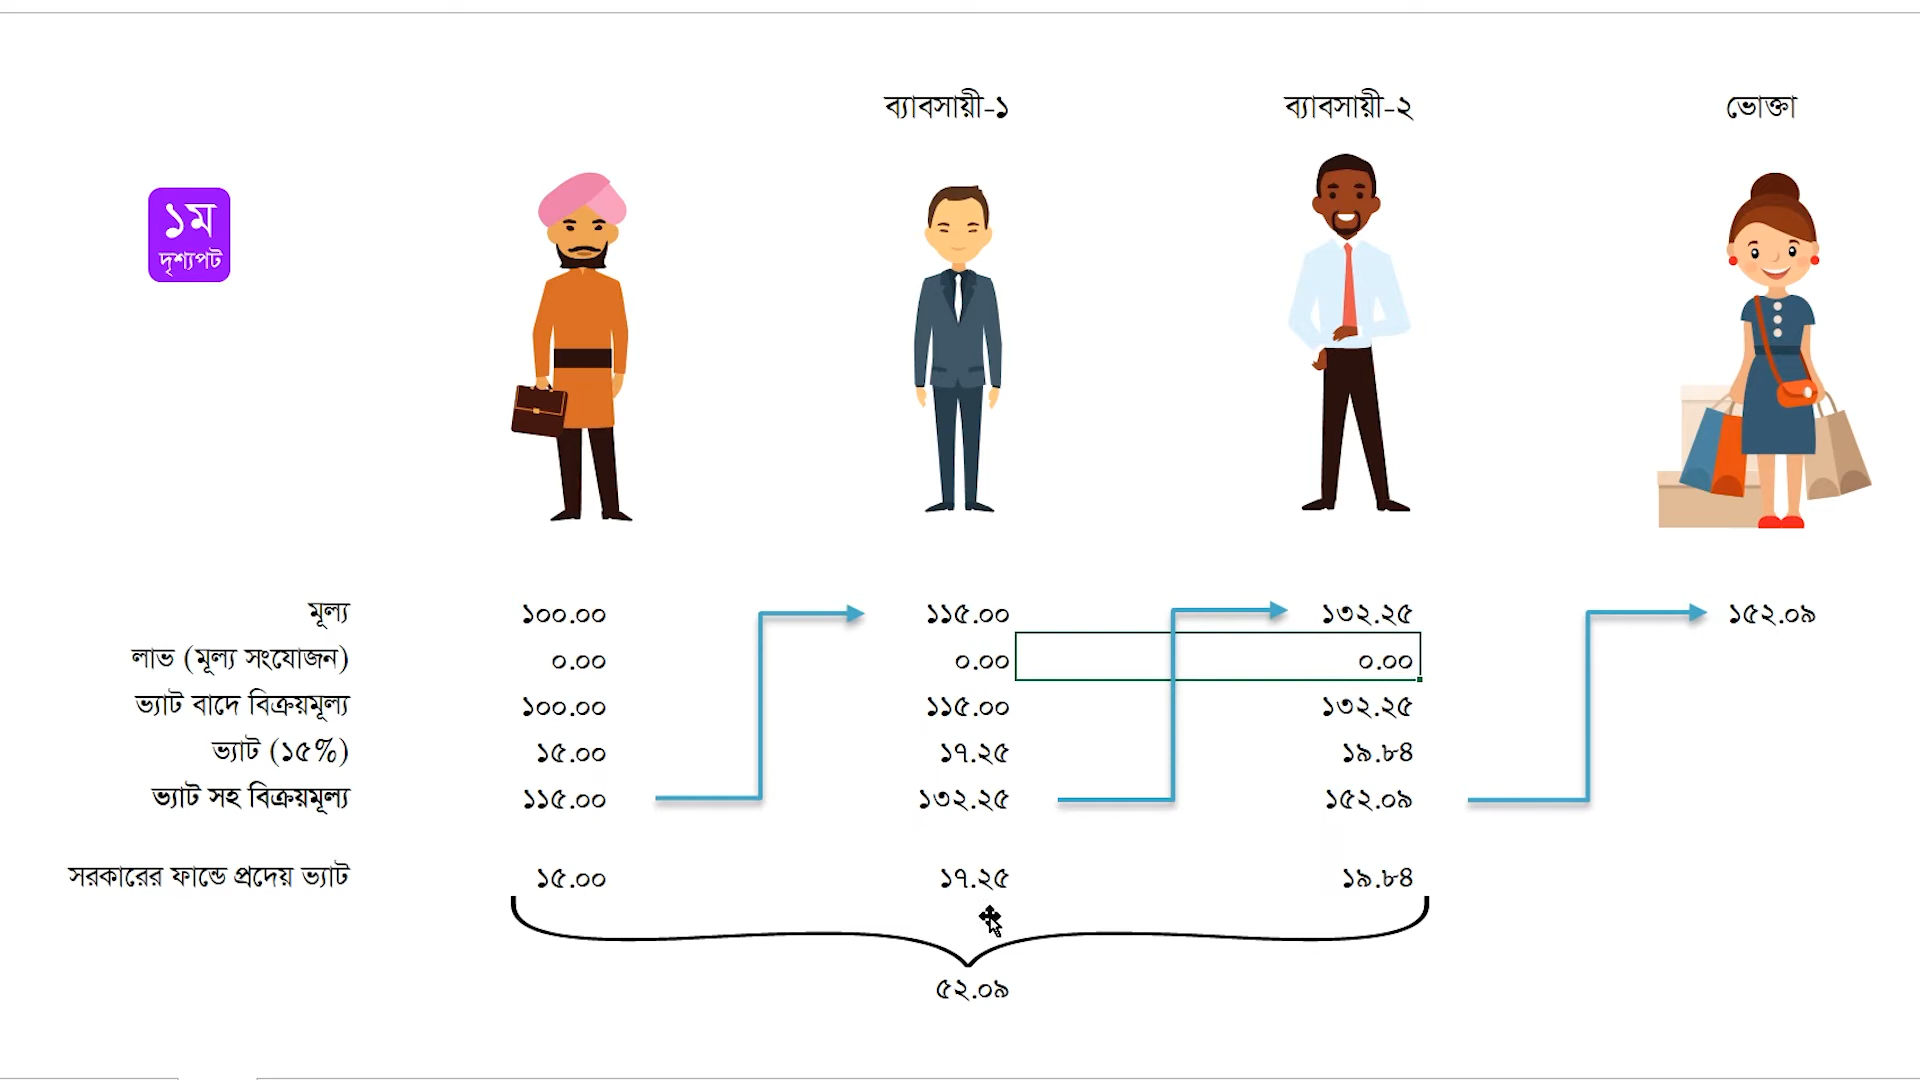 ব্যাবসায়ী-১ ব্যাবসায়ী-২ ভোক্তা
১ম
দৃশ্যপট
মূল্য ১০০.০০ ১১৫.০০ ১৩২.২৫ ১৫২.০৯
লাভ (মূল্য সংযোজন) ০.০০ ০.০০ ০.০০
ভ্যাট বাদে বিক্রয়মূল্য ১০০.০০ ১১৫.০০ ১৩২.২৫
ভ্যাট (১৫%) ১৫.০০ ১৭.২৫ ১৯.৮৪
ভ্যাট সহ বিক্রয়মূল্য ১১৫.০০ ১৩২.২৫ ১৫২.০৯
সরকারের ফান্ডে প্রদেয় ভ্যাট ১৫.০০ ১৭.২৫ ১৯.৮৪
৫২.০৯